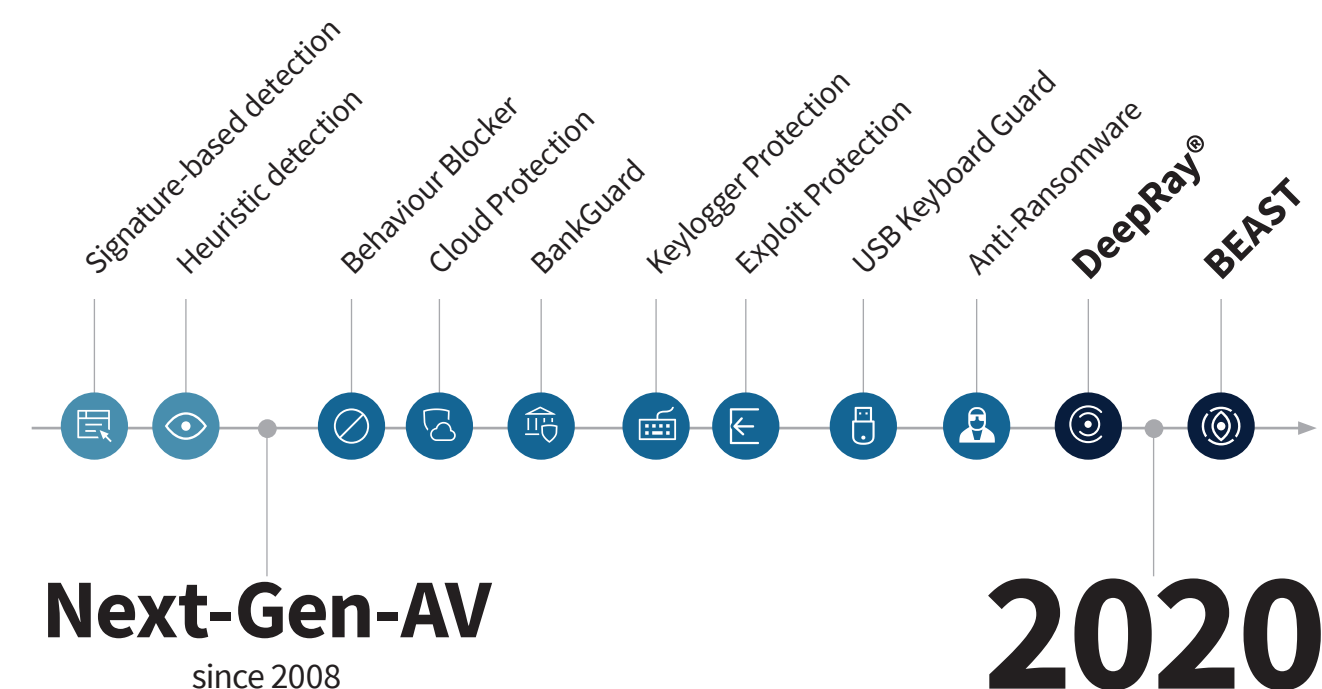 Signature-based detection
Heuristic detection
Behaviour Blocker
Cloud Protection
BankGuard
Keylogger Protection
Exploit Protection
USB Keyboard Guard
Anti-Ransomware
DeepRay®
BEAST
Next-Gen-AV
since 2008
2020